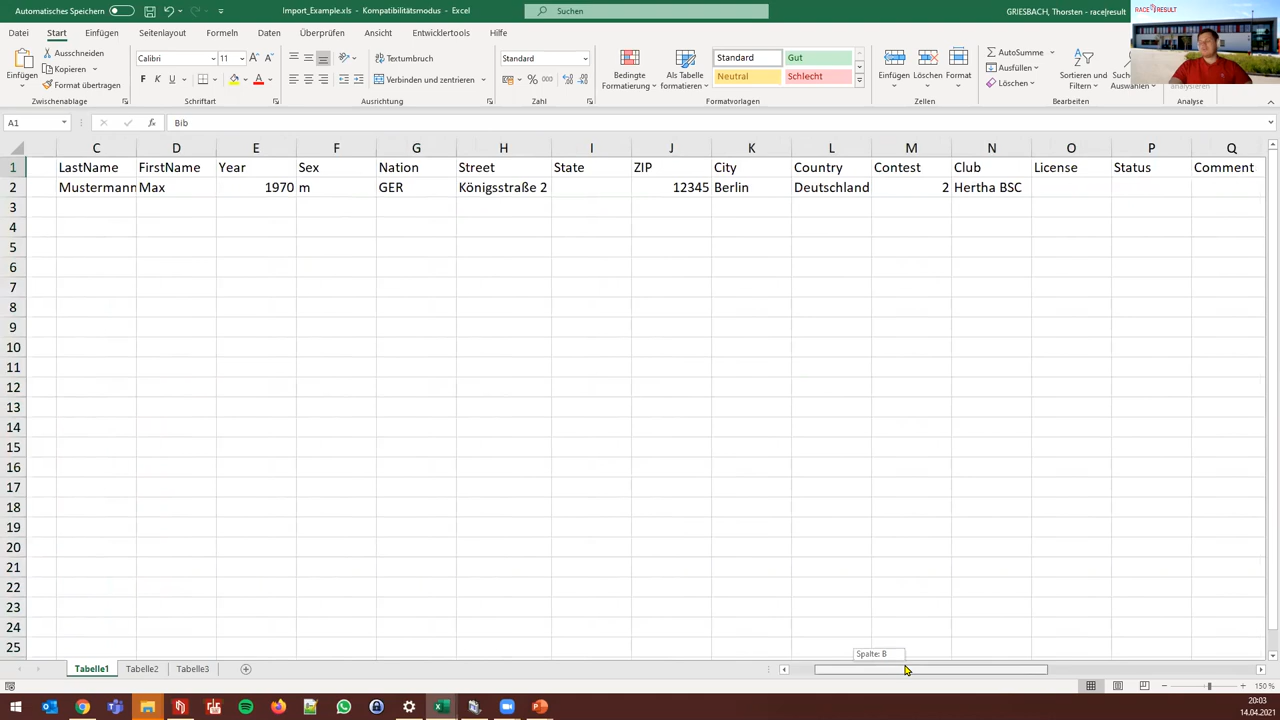 Automatisches Speichern
Import_Example.xls - Kompatibilitätsmodus - Excel
Suchen
GRIESBACH, Thorsten - race|result
RACE RESULT
Datei Start Einfügen Seitenlayout Formeln Daten Überprüfen Ansicht Entwicklertools Hilfe
Einfügen
Ausschneiden
Kopieren
Format übertragen
Zwischenablage
Calibri 11
F K U
Schriftart
Textumbruch
Verbinden und zentrieren
Ausrichtung
Standard
Zahl
Bedingte Formatierung
Als Tabelle formatieren
Standard Gut
Neutral Schlecht
Formatvorlagen
Einfügen Löschen Format
Zellen
AutoSumme
Ausfüllen
Löschen
Sortieren und Filtern
Bearbeiten
Analyse
A1 Bib
C D E F G H I J K L M N O P Q
1 LastName FirstName Year Sex Nation Street State ZIP City Country Contest Club License Status Comment
2 Mustermann Max 1970 m GER Königsstraße 2 12345 Berlin Deutschland 2 Hertha BSC
3
4
5
6
7
8
9
10
11
12
13
14
15
16
17
18
19
20
21
22
23
24
25
Spalte: B
Tabelle1 Tabelle2 Tabelle3
150 %
20:03
14.04.2021